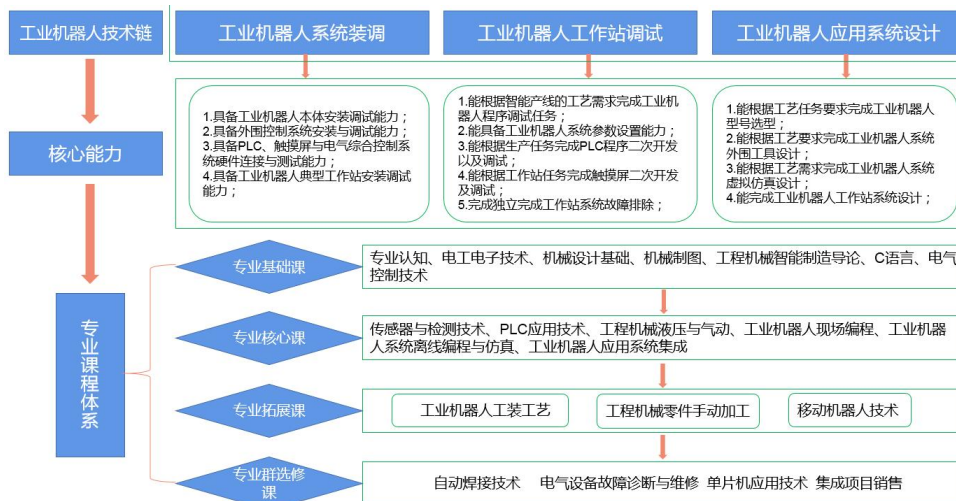 工业机器人技术链
工业机器人系统装调
工业机器人工作站调试
工业机器人应用系统设计
核心能力
1.具备工业机器人本体安装调试能力；
2.具备外围控制系统安装与调试能力；
3.具备PLC、触摸屏与电气综合控制系
统硬件连接与测试能力；
4.具备工业机器人典型工作站安装调试
能力；
1.能根据智能产线的工艺需求完成工业机
器人程序调试任务；
2.能具备工业机器人系统参数设置能力；
3.能根据生产任务完成PLC程序二次开发
以及调试；
4.能根据工作站任务完成触摸屏二次开发
及调试；
5.完成独立完成工作站系统故障排除；
1.能根据工艺任务要求完成工业机器人
型号选型；
2.能根据工艺要求完成工业机器人系统
外围工具设计；
3.能根据工艺需求完成工业机器人系统
虚拟仿真设计；
4.能完成工业机器人工作站系统设计；
专业课程体系
专业基础课
专业认知、电工电子技术、机械设计基础、机械制图、工程机械智能制造导论、C语言、电气
控制技术
专业核心课
传感器与检测技术、PLC应用技术、工程机械液压与气动、工业机器人现场编程、工业机器
人系统离线编程与仿真、工业机器人应用系统集成
专业拓展课
工业机器人工装工艺
工程机械零件手动加工
移动机器人技术
专业群选修
课
自动焊接技术 电气设备故障诊断与维修 单片机应用技术 集成项目销售